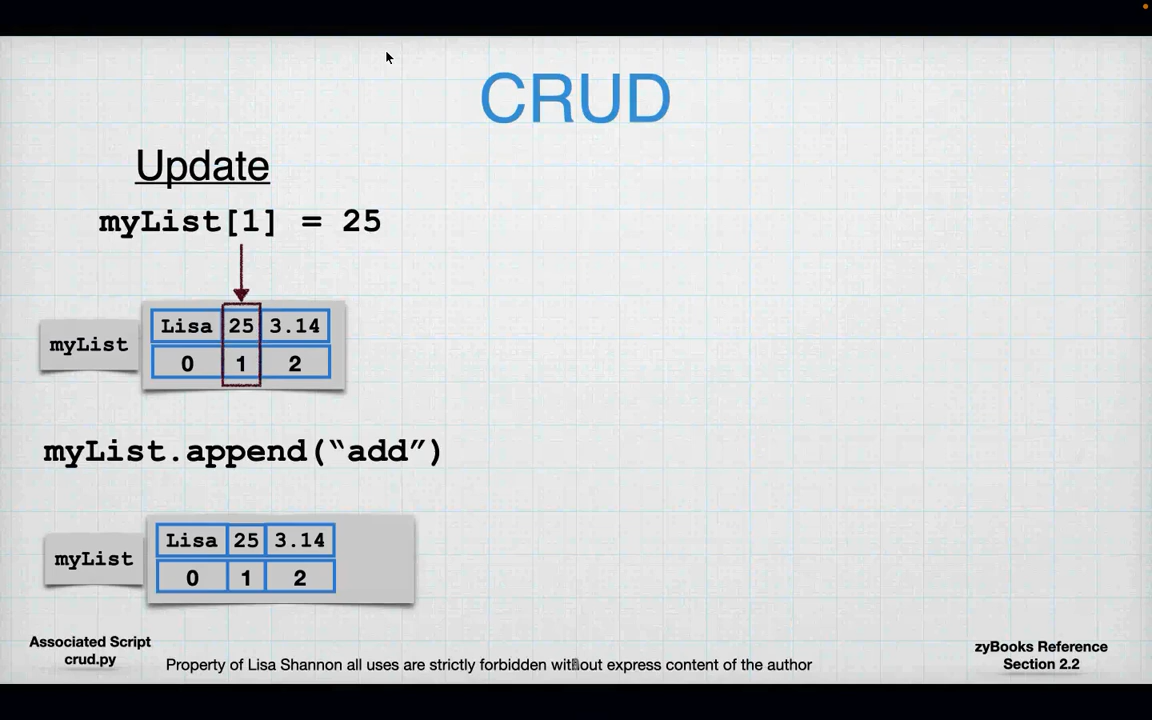 CRUD
Update
myList[1] = 25
myList
Lisa 25 3.14
0 1 2
myList.append(“add”)
myList
Lisa 25 3.14
0 1 2
Associated Script
crud.py
Property of Lisa Shannon all uses are strictly forbidden without express content of the author
zyBooks Reference
Section 2.2